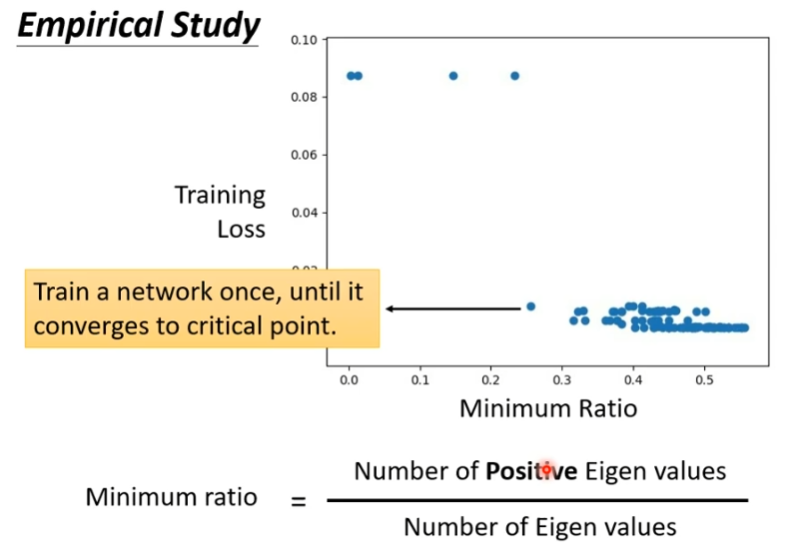 Empirical Study
0.10
0.08
0.06
Training
Loss
0.04
Train a network once, until it
converges to critical point.
0.0 0.1 0.2 0.3 0.4 0.5
Minimum Ratio
Minimum ratio = Number of Positive Eigen values
Number of Eigen values